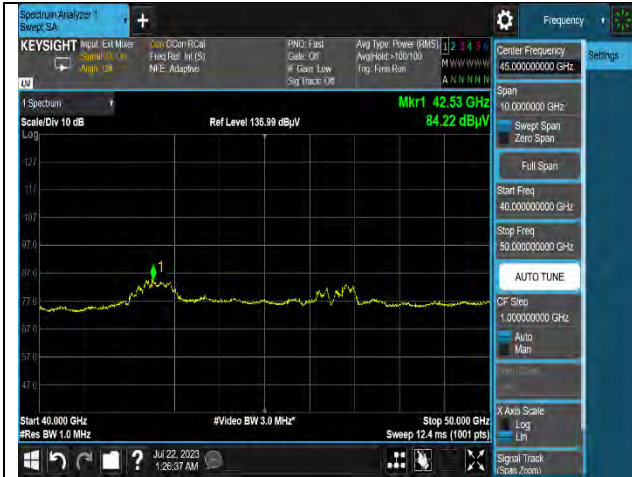 Spectrum Analyzer 1
Swept SA
Frequency
KEYSIGHT Input: Ext Mixer
Signal ID: On
Align: Off
LXI
Corr CCorr RCal
Freq Ref: Int (S)
NFE: Adaptive
PNO: Fast
Gate: Off
IF Gain: Low
Sig Track: Off
Avg Type: Power (RMS)
Avg|Hold:>100/100
Trig: Free Run
1 2 3 4 5 6
M W W W W W
A N N N N N
1 Spectrum
Scale/Div 10 dB
Ref Level 136.99 dBµV
Mkr1 42.53 GHz
84.22 dBµV
Log
127
117
107
97.0
87.0
77.0
67.0
57.0
47.0
1
Start 40.000 GHz
#Video BW 3.0 MHz*
Stop 50.000 GHz
#Res BW 1.0 MHz
Sweep 12.4 ms (1001 pts)
Jul 22, 2023
1:26:37 AM
?
Center Frequency
45.000000000 GHz
Settings
Span
10.0000000 GHz
Swept Span
Zero Span
Full Span
Start Freq
40.000000000 GHz
Stop Freq
50.000000000 GHz
AUTO TUNE
CF Step
1.000000000 GHz
Auto
Man
X Axis Scale
Log
Lin
Signal Track
(Span Zoom)